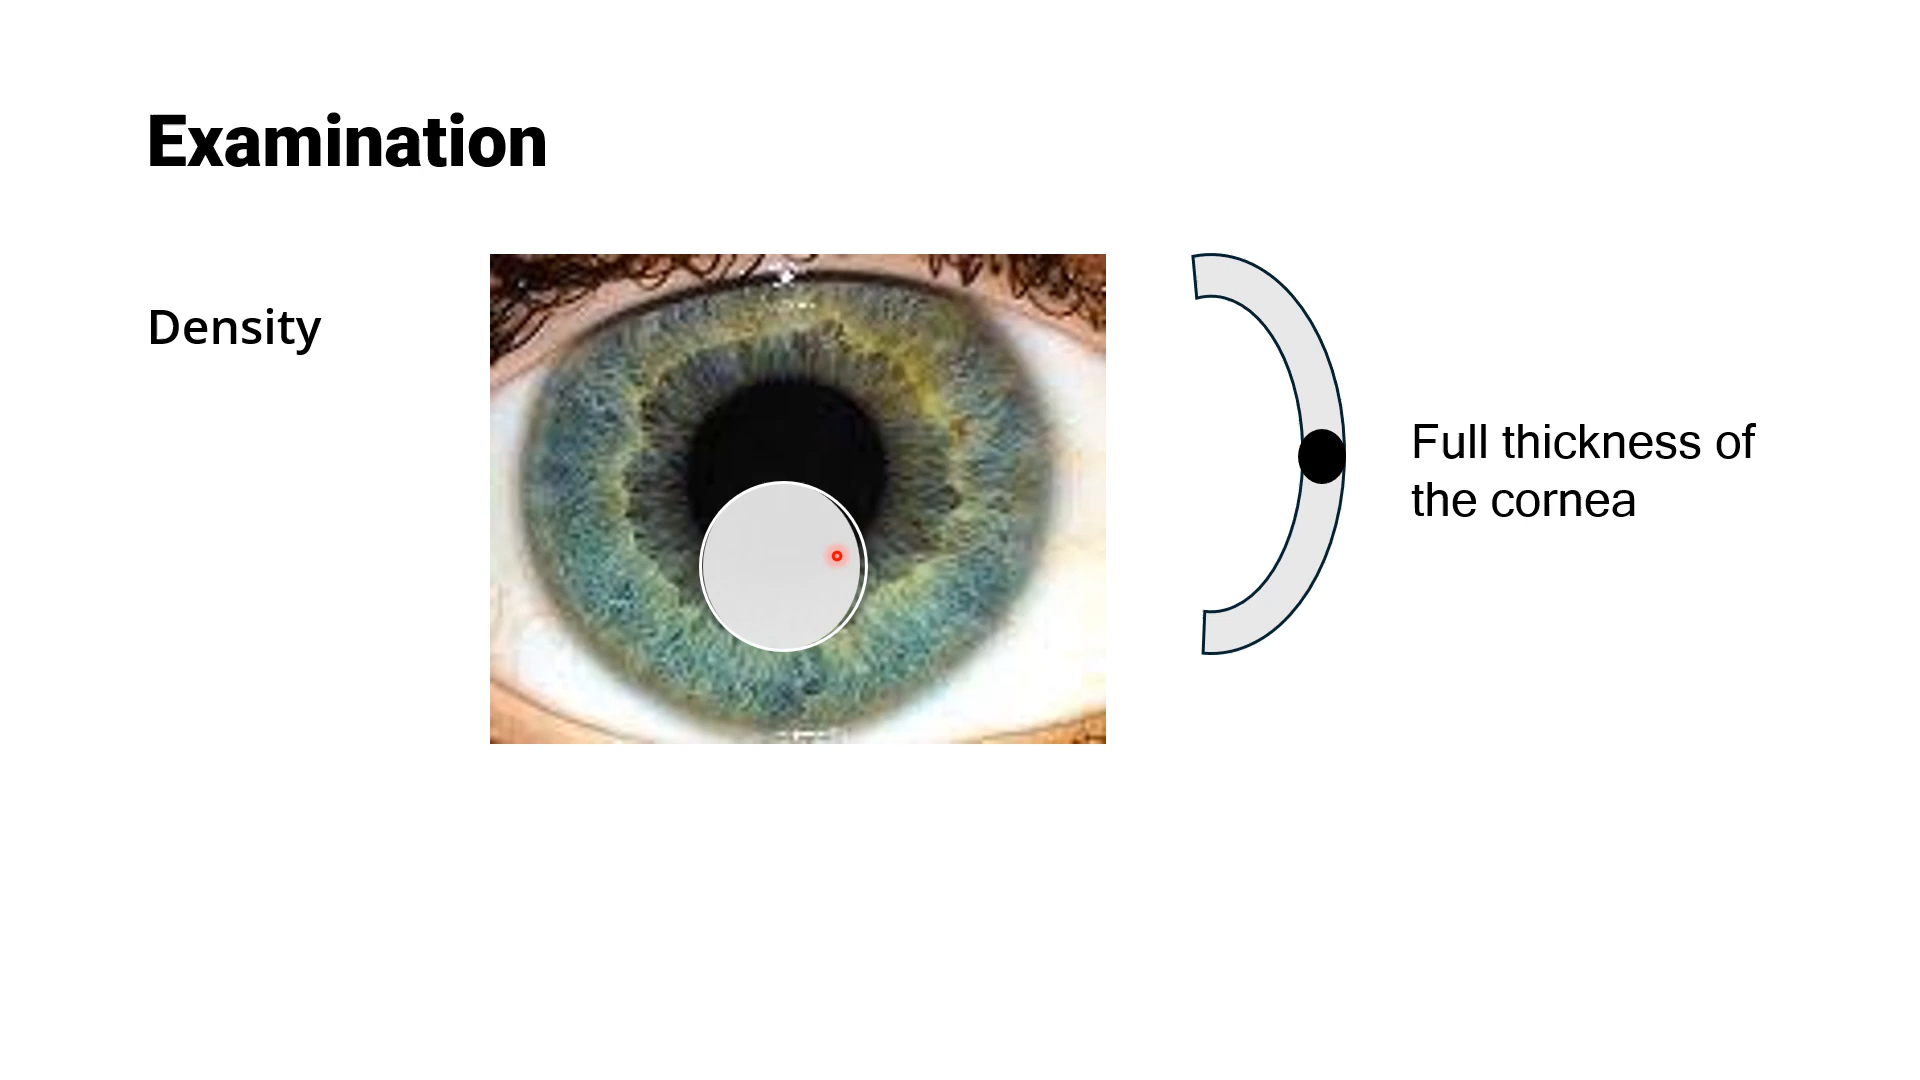 Examination
Density
Full thickness of
the cornea